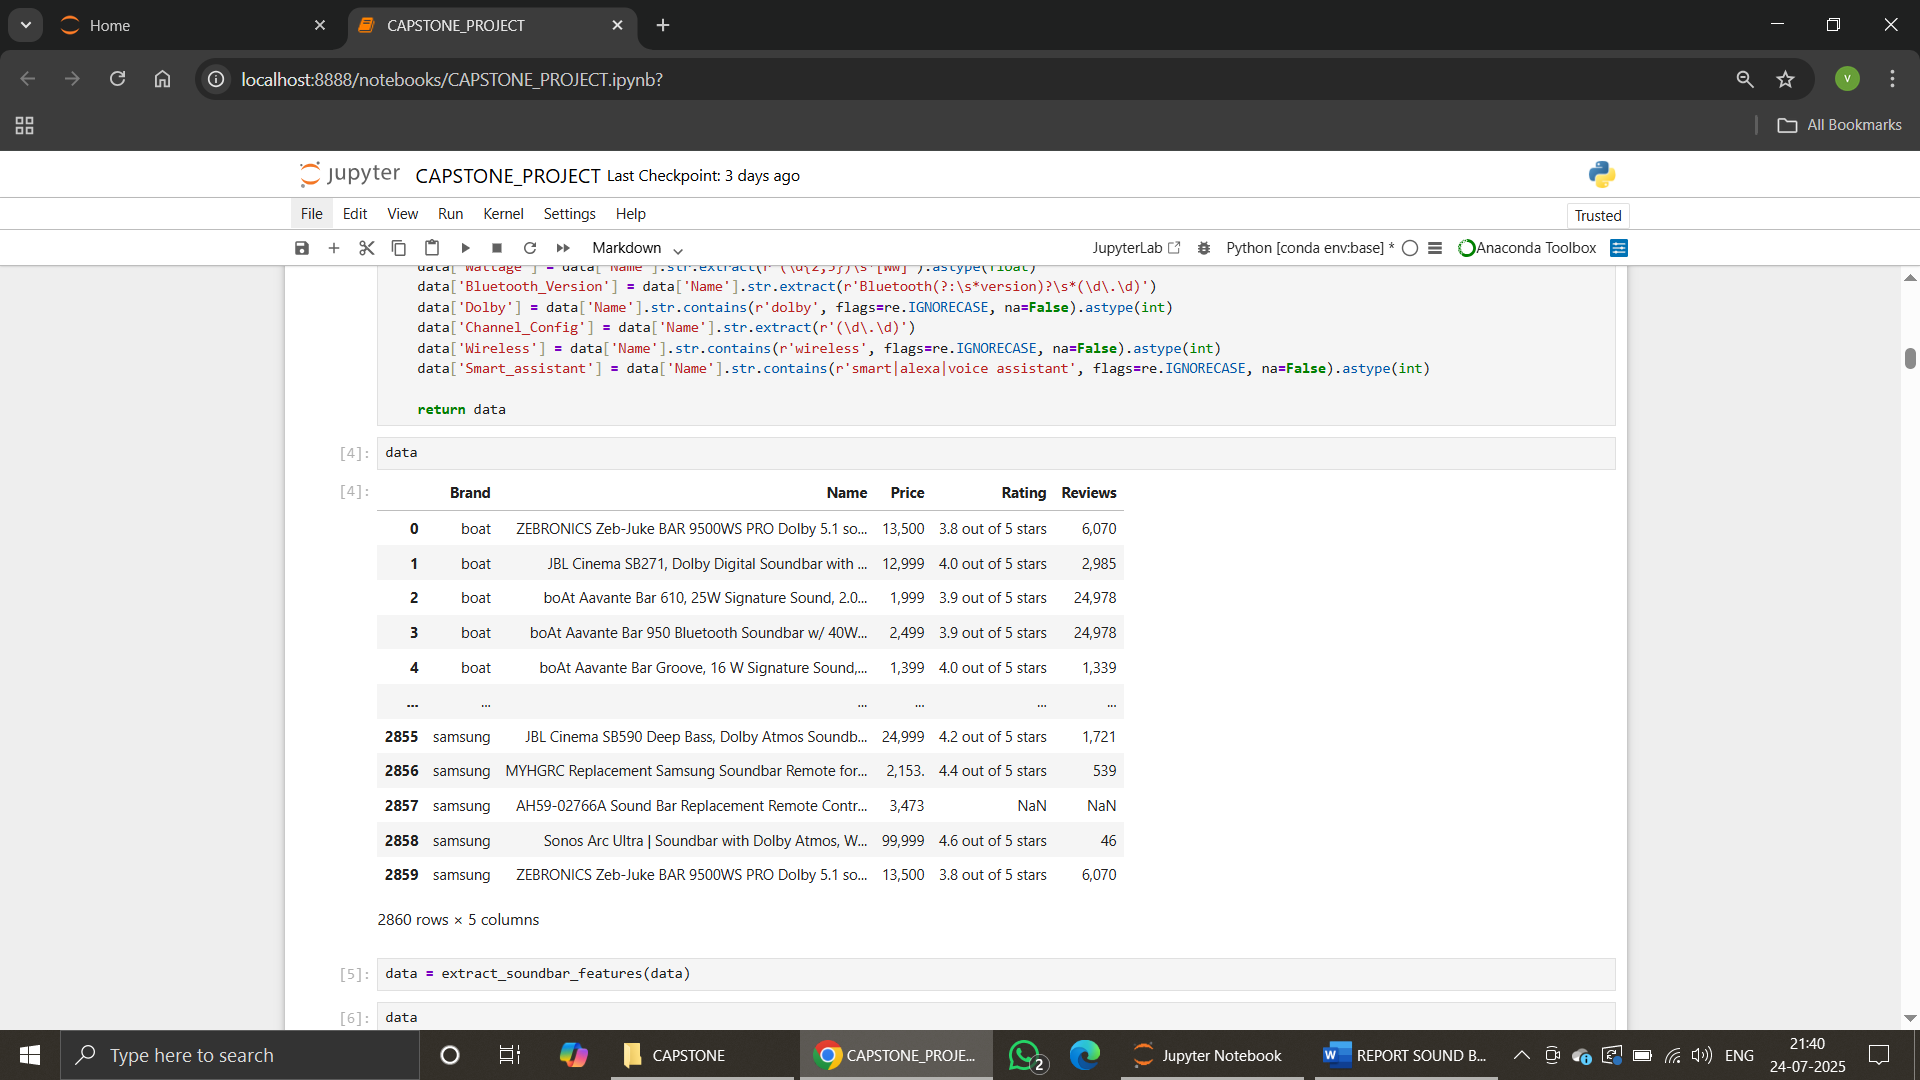 Home
CAPSTONE_PROJECT
localhost:8888/notebooks/CAPSTONE_PROJECT.ipynb?
V
All Bookmarks
jupyter CAPSTONE_PROJECT Last Checkpoint: 3 days ago
File Edit View Run Kernel Settings Help
Trusted
Markdown
JupyterLab
Python [conda env:base] *
Anaconda Toolbox
data['Bluetooth_Version'] = data['Name'].str.extract(r'Bluetooth(?:\s*version)?\s*(\d\.\d)')
data['Dolby'] = data['Name'].str.contains(r'dolby', flags=re.IGNORECASE, na=False).astype(int)
data['Channel_Config'] = data['Name'].str.extract(r'(\d\.\d)')
data['Wireless'] = data['Name'].str.contains(r'wireless', flags=re.IGNORECASE, na=False).astype(int)
data['Smart_assistant'] = data['Name'].str.contains(r'smart|alexa|voice assistant', flags=re.IGNORECASE, na=False).astype(int)
return data
[4]: data
[4]:
Brand Name Price Rating Reviews
0 boat ZEBRONICS Zeb-Juke BAR 9500WS PRO Dolby 5.1 so... 13,500 3.8 out of 5 stars 6,070
1 boat JBL Cinema SB271, Dolby Digital Soundbar with ... 12,999 4.0 out of 5 stars 2,985
2 boat boAt Aavante Bar 610, 25W Signature Sound, 2.0... 1,999 3.9 out of 5 stars 24,978
3 boat boAt Aavante Bar 950 Bluetooth Soundbar w/ 40W... 2,499 3.9 out of 5 stars 24,978
4 boat boAt Aavante Bar Groove, 16 W Signature Sound,... 1,399 4.0 out of 5 stars 1,339
... ... ... ... ... ...
2855 samsung JBL Cinema SB590 Deep Bass, Dolby Atmos Soundb... 24,999 4.2 out of 5 stars 1,721
2856 samsung MYHGRC Replacement Samsung Soundbar Remote for... 2,153. 4.4 out of 5 stars 539
2857 samsung AH59-02766A Sound Bar Replacement Remote Contr... 3,473 NaN NaN
2858 samsung Sonos Arc Ultra | Soundbar with Dolby Atmos, W... 99,999 4.6 out of 5 stars 46
2859 samsung ZEBRONICS Zeb-Juke BAR 9500WS PRO Dolby 5.1 so... 13,500 3.8 out of 5 stars 6,070
2860 rows × 5 columns
[5]: data = extract_soundbar_features(data)
[6]: data
Type here to search
CAPSTONE
CAPSTONE_PROJE...
2
Jupyter Notebook
REPORT SOUND B...
ENG
21:40
24-07-2025